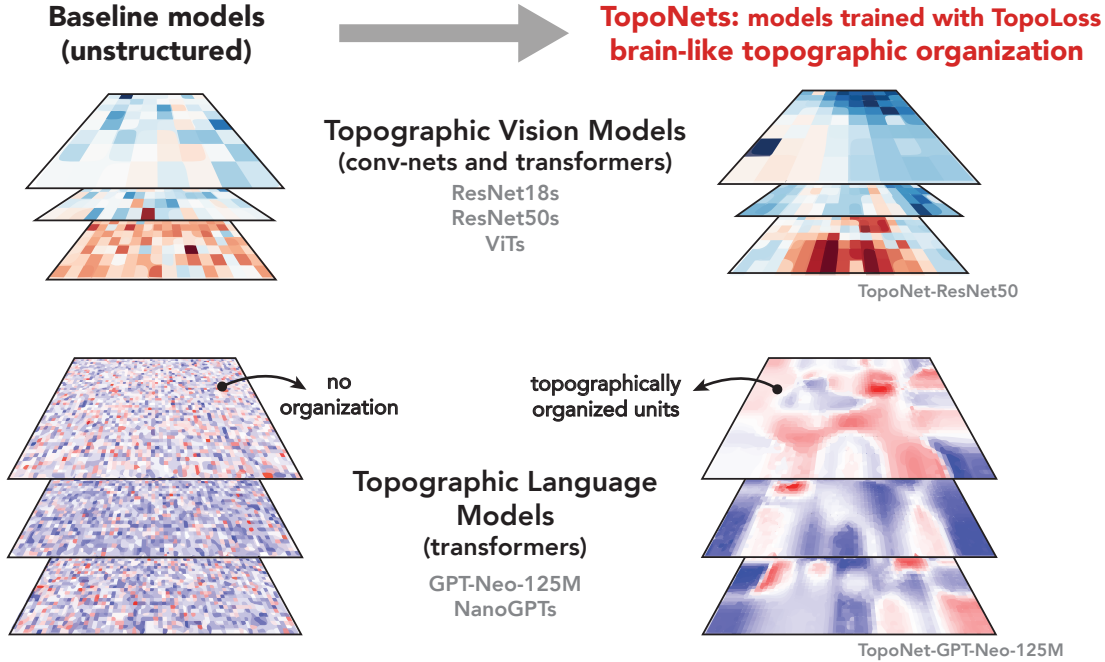 Baseline models
(unstructured)
TopoNets: models trained with TopoLoss
brain-like topographic organization
Topographic Vision Models
(conv-nets and transformers)
ResNet18s
ResNet50s
ViTs
TopoNet-ResNet50
no
organization
topographically
organized units
Topographic Language
Models
(transformers)
GPT-Neo-125M
NanoGPTs
TopoNet-GPT-Neo-125M